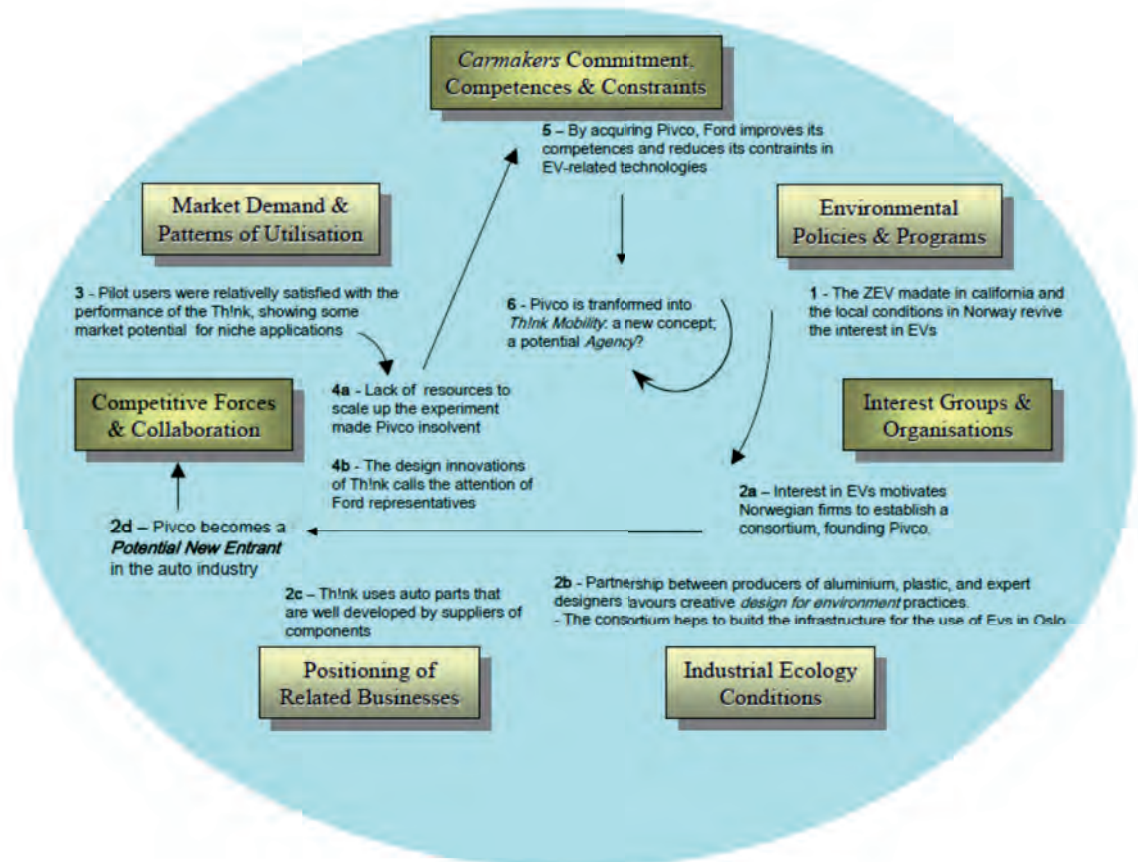 Carmakers Commitment,
Competences & Constraints
5 – By acquiring Pivco, Ford improves its
competences and reduces its contraints in
EV-related technologies
Market Demand &
Patterns of Utilisation
Environmental
Policies & Programs
3 - Pilot users were relativelly satisfied with the
performance of the Th!nk, showing some
market potential for niche applications
6 - Pivco is tranformed into
Th!nk Mobility: a new concept;
a potential Agency?
1 - The ZEV madate in california and
the local conditions in Norway revive
the interest in EVs
Competitive Forces
& Collaboration
4a - Lack of resources to
scale up the experiment
made Pivco insolvent
Interest Groups &
Organisations
4b - The design innovations
of Th!nk calls the attention of
Ford representatives
2a – Interest in EVs motivates
Norwegian firms to establish a
consortium, founding Pivco.
2d – Pivco becomes a
Potential New Entrant
in the auto industry
2c – Th!nk uses auto parts that
are well developed by suppliers of
components
2b – Partnership between producers of aluminium, plastic, and expert
designers favours creative design for environment practices.
- The consortium heps to build the infrastructure for the use of Evs in Oslo
Positioning of
Related Businesses
Industrial Ecology
Conditions